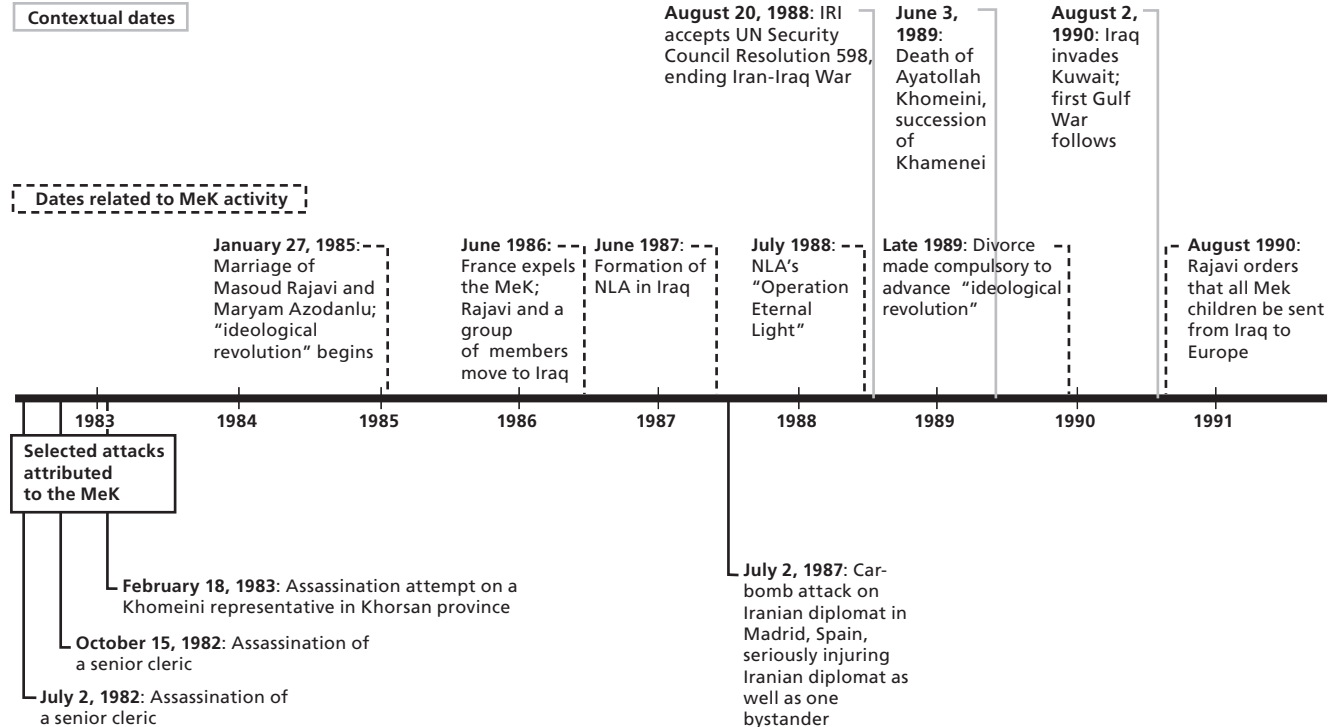 Contextual dates
August 20, 1988: IRI
accepts UN Security
Council Resolution 598,
ending Iran-Iraq War
June 3,
1989:
Death of
Ayatollah
Khomeini,
succession
of
Khamenei
August 2,
1990: Iraq
invades
Kuwait;
first Gulf
War
follows
Dates related to MeK activity
January 27, 1985:
Marriage of
Masoud Rajavi and
Maryam Azodanlu;
“ideological
revolution” begins
June 1986:
France expels
the MeK;
Rajavi and a
group
of members
move to Iraq
June 1987:
Formation of
NLA in Iraq
July 1988:
NLA’s
“Operation
Eternal
Light”
Late 1989: Divorce
made compulsory to
advance “ideological
revolution”
August 1990:
Rajavi orders
that all Mek
children be sent
from Iraq to
Europe
1983 1984 1985 1986 1987 1988 1989 1990 1991
Selected attacks
attributed
to the MeK
February 18, 1983: Assassination attempt on a
Khomeini representative in Khorsan province
October 15, 1982: Assassination of
a senior cleric
July 2, 1982: Assassination of
a senior cleric
July 2, 1987: Car-
bomb attack on
Iranian diplomat in
Madrid, Spain,
seriously injuring
Iranian diplomat as
well as one
bystander